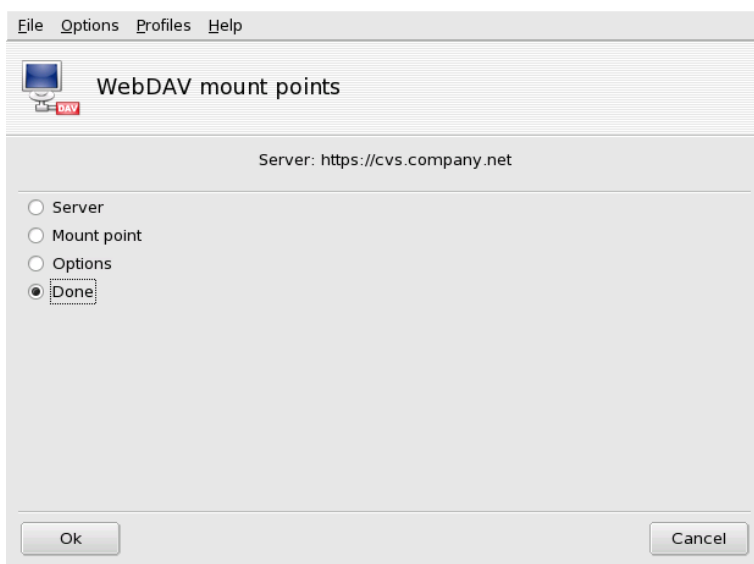 File Options Profiles Help
WebDAV mount points
DAV
Server: https://cvs.company.net
Server
Mount point
Options
Done
Ok Cancel